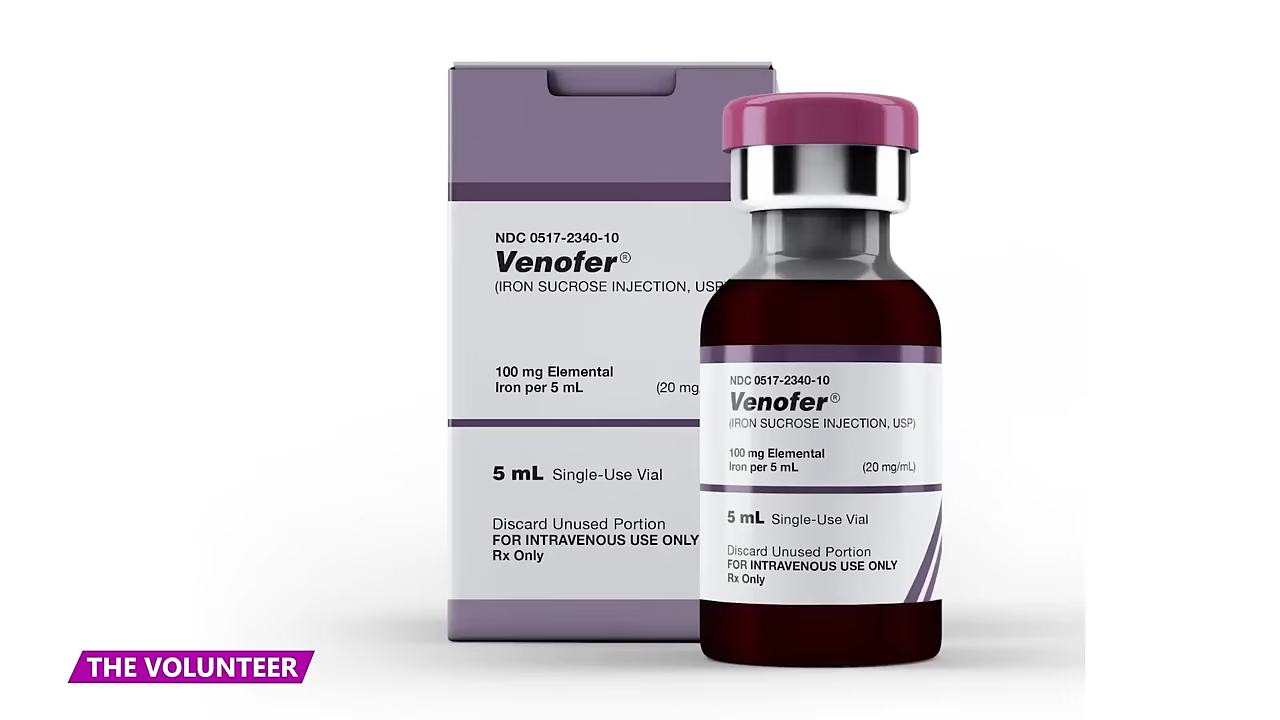 NDC 0517-2340-10
Venofer®
(IRON SUCROSE INJECTION, USP
100 mg Elemental
Iron per 5 mL (20 mg
5 mL Single-Use Vial
Discard Unused Portion
FOR INTRAVENOUS USE ONLY
Rx Only
NDC 0517-2340-10
Venofer®
(IRON SUCROSE INJECTION, USP)
100 mg Elemental
Iron per 5 mL (20 mg/mL)
5 mL Single-Use Vial
Discard Unused Portion
FOR INTRAVENOUS USE ONLY
Rx Only
THE VOLUNTEER